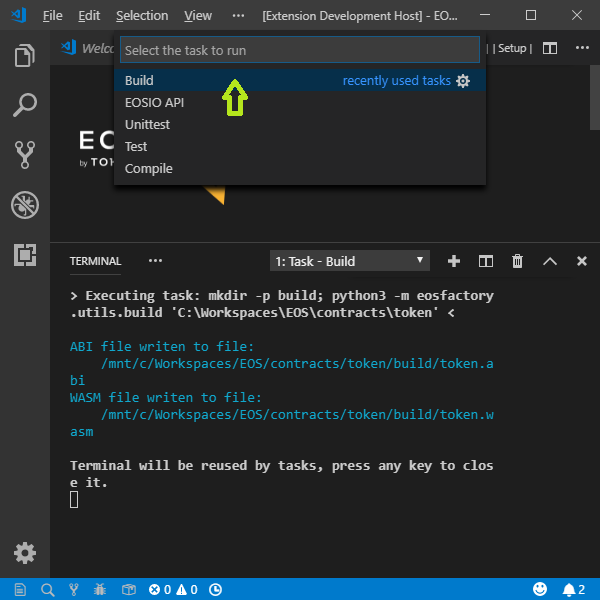 File Edit Selection View ··· [Extension Development Host] - EO...
Welco
| | Setup |
Select the task to run
Build recently used tasks
EOSIO API
Unittest
Test
Compile
EO
by TOK
TERMINAL ··· 1: Task - Build
> Executing task: mkdir -p build; python3 -m eosfactory
.utils.build 'C:\Workspaces\EOS\contracts\token' <
ABI file writen to file:
/mnt/c/Workspaces/EOS/contracts/token/build/token.a
bi
WASM file writen to file:
/mnt/c/Workspaces/EOS/contracts/token/build/token.w
asm
Terminal will be reused by tasks, press any key to clos
e it.
0 0 2